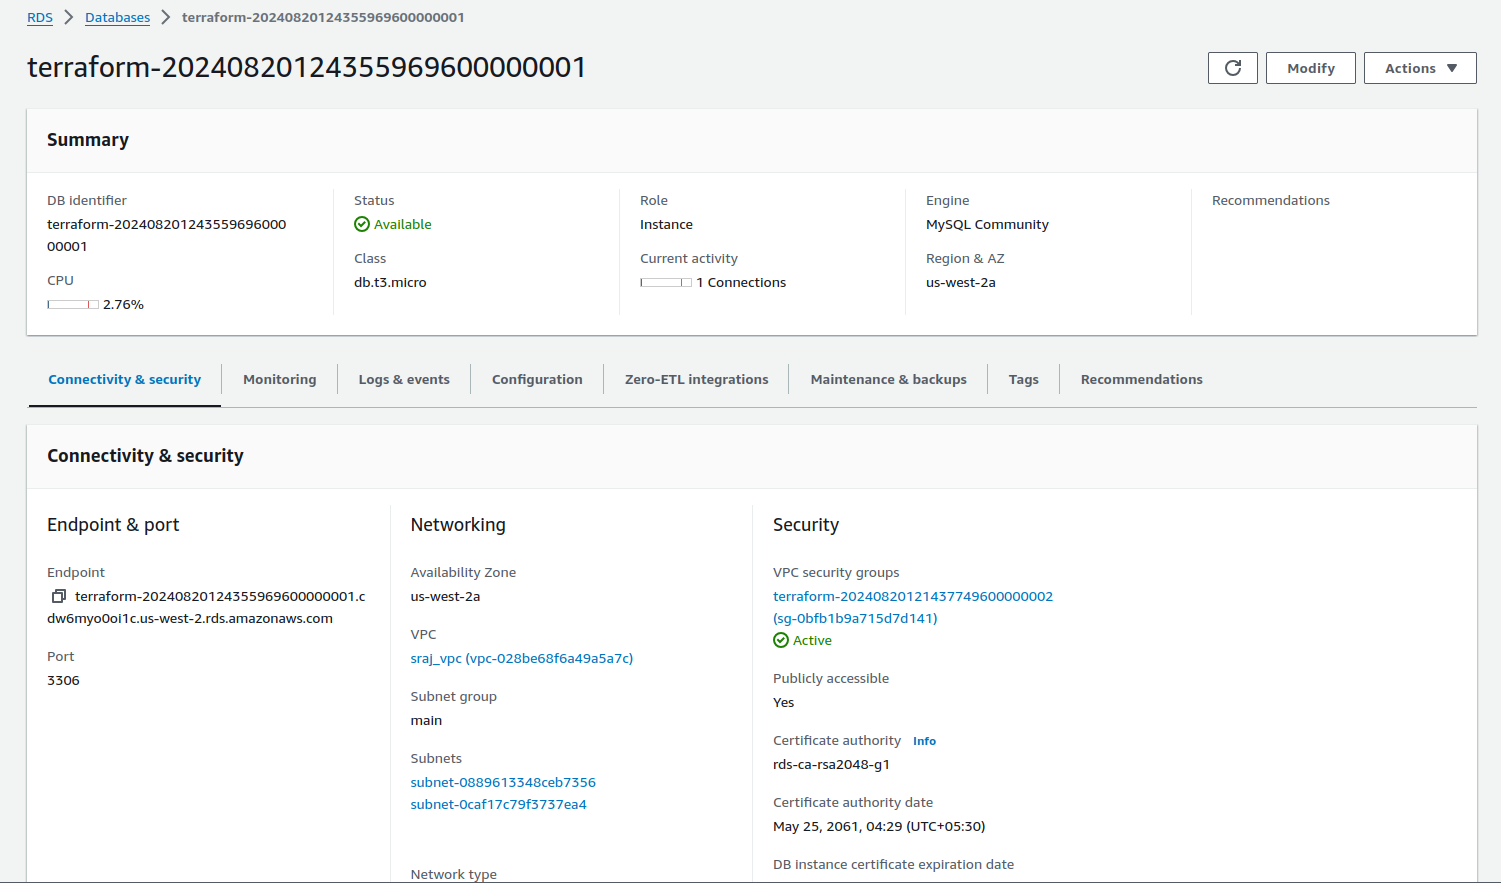 RDS > Databases > terraform-20240820124355969600000001
terraform-20240820124355969600000001
Modify
Actions
Summary
DB identifier
terraform-202408201243559696000
00001
CPU
2.76%
Status
Available
Class
db.t3.micro
Role
Instance
Current activity
1 Connections
Engine
MySQL Community
Region & AZ
us-west-2a
Recommendations
Connectivity & security
Monitoring
Logs & events
Configuration
Zero-ETL integrations
Maintenance & backups
Tags
Recommendations
Connectivity & security
Endpoint & port
Endpoint
terraform-20240820124355969600000001.c
dw6myo0oi1c.us-west-2.rds.amazonaws.com
Port
3306
Networking
Availability Zone
us-west-2a
VPC
sraj_vpc (vpc-028be68f6a49a5a7c)
Subnet group
main
Subnets
subnet-0889613348ceb7356
subnet-0caf17c79f3737ea4
Network type
Security
VPC security groups
terraform-20240820121437749600000002
(sg-0bfb1b9a715d7d141)
Active
Publicly accessible
Yes
Certificate authority Info
rds-ca-rsa2048-g1
Certificate authority date
May 25, 2061, 04:29 (UTC+05:30)
DB instance certificate expiration date